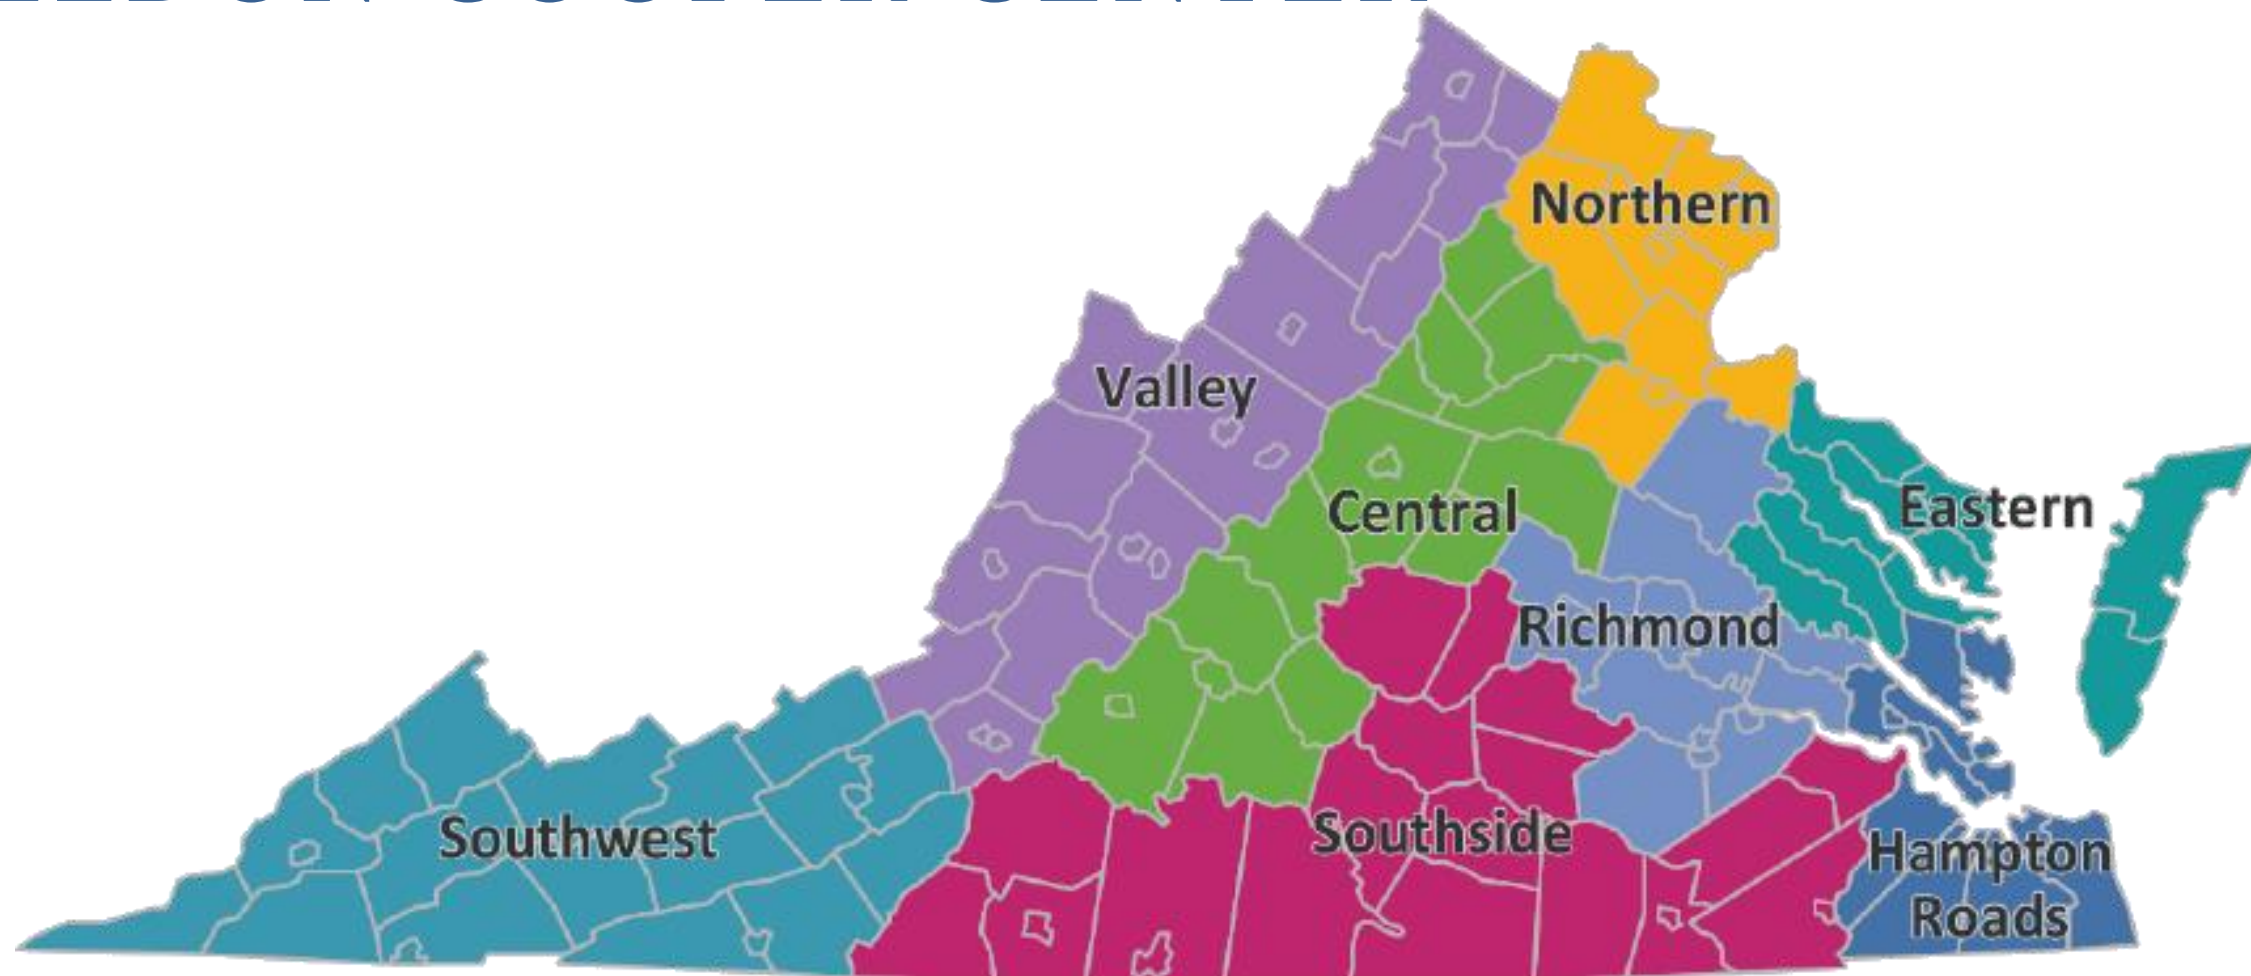 Northern
Valley
Central
Eastern
Richmond
Southwest
Southside
Hampton
Roads